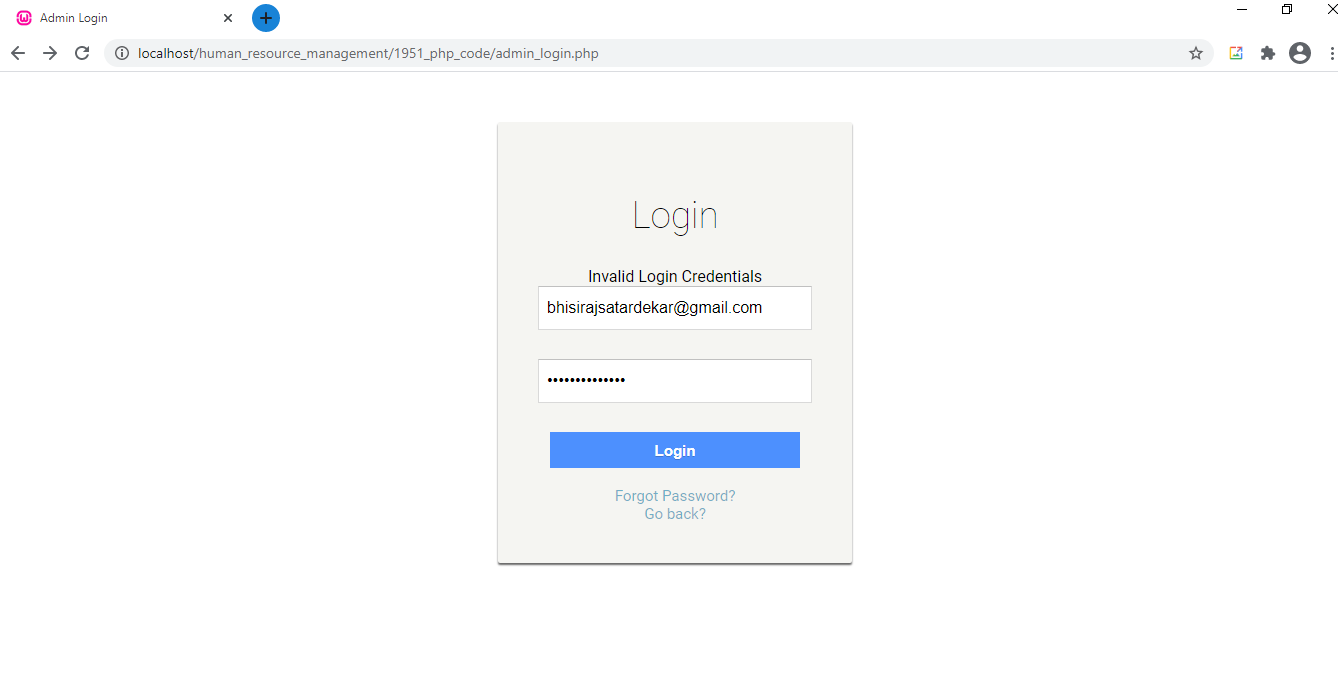 Admin Login
localhost/human_resource_management/1951_php_code/admin_login.php
Login
Invalid Login Credentials
bhisirajsatardekar@gmail.com
••••••••••••••
Login
Forgot Password?
Go back?